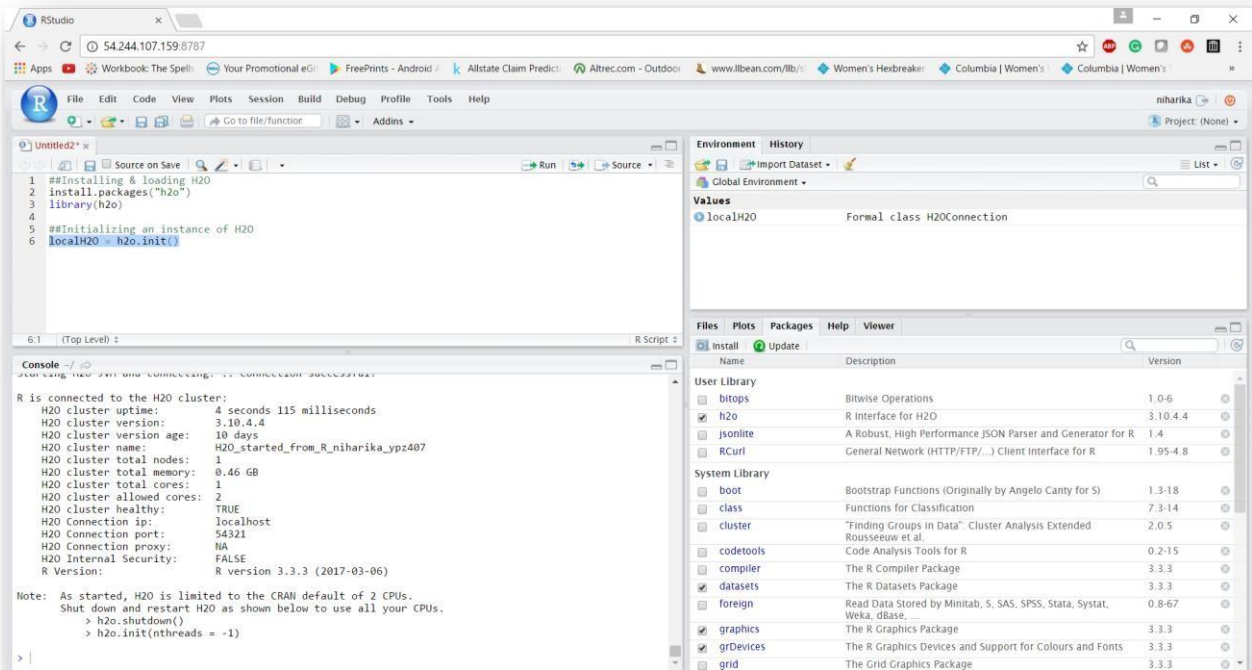 RStudio
54.244.107.159:8787
Apps Workbook: The Spell Your Promotional eGi FreePrints - Android A Allstate Claim Predicti Altrec.com - Outdoor www.llbean.com/llb/s Women's Hexbreaker Columbia | Women's Columbia | Women's »
File Edit Code View Plots Session Build Debug Profile Tools Help niharika
Go to file/function Addins Project: (None)
Untitled2*
Source on Save Run Source
1 ##Installing & loading H2O
2 install.packages("h2o")
3 library(h2o)
4
5 ##Initializing an instance of H2O
6 localH2O = h2o.init()
6:1 (Top Level) R Script
Console ~/
Starting H2O JVM and connecting: .. Connection successful!
R is connected to the H2O cluster:
H2O cluster uptime: 4 seconds 115 milliseconds
H2O cluster version: 3.10.4.4
H2O cluster version age: 10 days
H2O cluster name: H2O_started_from_R_niharika_ypz407
H2O cluster total nodes: 1
H2O cluster total memory: 0.46 GB
H2O cluster total cores: 1
H2O cluster allowed cores: 2
H2O cluster healthy: TRUE
H2O Connection ip: localhost
H2O Connection port: 54321
H2O Connection proxy: NA
H2O Internal Security: FALSE
R Version: R version 3.3.3 (2017-03-06)
Note: As started, H2O is limited to the CRAN default of 2 CPUs.
Shut down and restart H2O as shown below to use all your CPUs.
> h2o.shutdown()
> h2o.init(nthreads = -1)
>
Environment History
Import Dataset List
Global Environment
Values
localH2O Formal class H2OConnection
Files Plots Packages Help Viewer
Install Update
Name Description Version
User Library
bitops Bitwise Operations 1.0-6
h2o R Interface for H2O 3.10.4.4
jsonlite A Robust, High Performance JSON Parser and Generator for R 1.4
RCurl General Network (HTTP/FTP/...) Client Interface for R 1.95-4.8
System Library
boot Bootstrap Functions (Originally by Angelo Canty for S) 1.3-18
class Functions for Classification 7.3-14
cluster "Finding Groups in Data": Cluster Analysis Extended 2.0.5
Rousseeuw et al.
codetools Code Analysis Tools for R 0.2-15
compiler The R Compiler Package 3.3.3
datasets The R Datasets Package 3.3.3
foreign Read Data Stored by Minitab, S, SAS, SPSS, Stata, Systat, 0.8-67
Weka, dBase, ...
graphics The R Graphics Package 3.3.3
grDevices The R Graphics Devices and Support for Colours and Fonts 3.3.3
grid The Grid Graphics Package 3.3.3